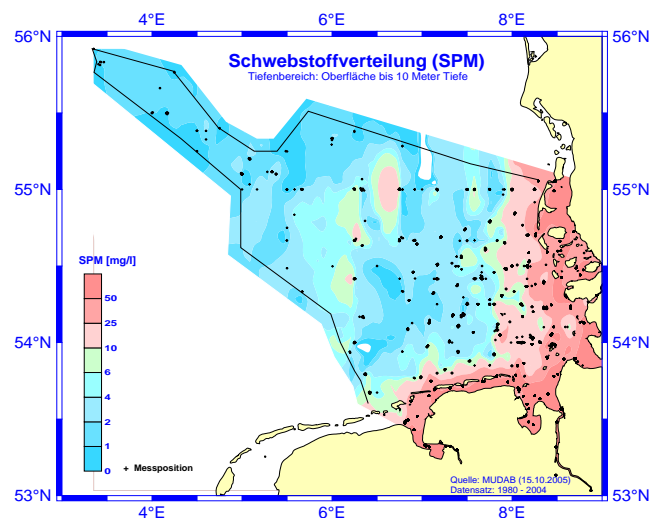 4°E 6°E 8°E
56°N 56°N
Schwebstoffverteilung (SPM)
Tiefenbereich: Oberfläche bis 10 Meter Tiefe
55°N 55°N
SPM [mg/l]
50
25
10
6
4
2
1
0
54°N 54°N
Messposition
Quelle: MUDAB (15.10.2005)
Datensatz: 1980 - 2004
53°N 53°N
4°E 6°E 8°E